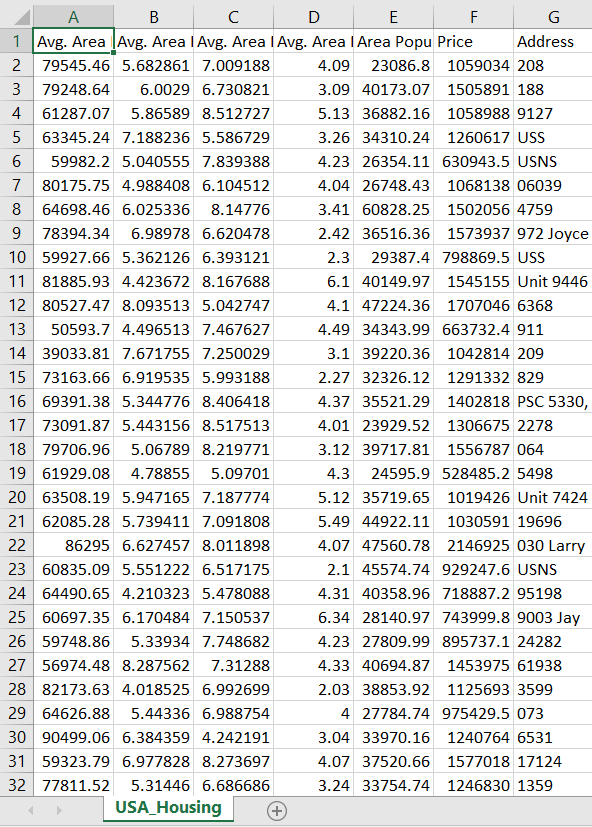 A B C D E F G
1 Avg. Area Avg. Area Avg. Area Avg. Area Area Popu Price Address
2 79545.46 5.682861 7.009188 4.09 23086.8 1059034 208
3 79248.64 6.0029 6.730821 3.09 40173.07 1505891 188
4 61287.07 5.86589 8.512727 5.13 36882.16 1058988 9127
5 63345.24 7.188236 5.586729 3.26 34310.24 1260617 USS
6 59982.2 5.040555 7.839388 4.23 26354.11 630943.5 USNS
7 80175.75 4.988408 6.104512 4.04 26748.43 1068138 06039
8 64698.46 6.025336 8.14776 3.41 60828.25 1502056 4759
9 78394.34 6.98978 6.620478 2.42 36516.36 1573937 972 Joyce
10 59927.66 5.362126 6.393121 2.3 29387.4 798869.5 USS
11 81885.93 4.423672 8.167688 6.1 40149.97 1545155 Unit 9446
12 80527.47 8.093513 5.042747 4.1 47224.36 1707046 6368
13 50593.7 4.496513 7.467627 4.49 34343.99 663732.4 911
14 39033.81 7.671755 7.250029 3.1 39220.36 1042814 209
15 73163.66 6.919535 5.993188 2.27 32326.12 1291332 829
16 69391.38 5.344776 8.406418 4.37 35521.29 1402818 PSC 5330,
17 73091.87 5.443156 8.517513 4.01 23929.52 1306675 2278
18 79706.96 5.06789 8.219771 3.12 39717.81 1556787 064
19 61929.08 4.78855 5.09701 4.3 24595.9 528485.2 5498
20 63508.19 5.947165 7.187774 5.12 35719.65 1019426 Unit 7424
21 62085.28 5.739411 7.091808 5.49 44922.11 1030591 19696
22 86295 6.627457 8.011898 4.07 47560.78 2146925 030 Larry
23 60835.09 5.551222 6.517175 2.1 45574.74 929247.6 USNS
24 64490.65 4.210323 5.478088 4.31 40358.96 718887.2 95198
25 60697.35 6.170484 7.150537 6.34 28140.97 743999.8 9003 Jay
26 59748.86 5.33934 7.748682 4.23 27809.99 895737.1 24282
27 56974.48 8.287562 7.31288 4.33 40694.87 1453975 61938
28 82173.63 4.018525 6.992699 2.03 38853.92 1125693 3599
29 64626.88 5.44336 6.988754 4 27784.74 975429.5 073
30 90499.06 6.384359 4.242191 3.04 33970.16 1240764 6531
31 59323.79 6.977828 8.273697 4.07 37520.66 1577018 17124
32 77811.52 5.31446 6.686686 3.24 33754.74 1246830 1359
USA_Housing